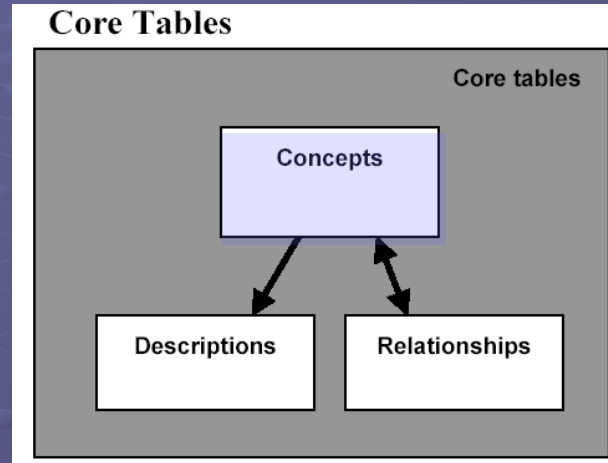 Core Tables
Core tables
Concepts
Descriptions
Relationships